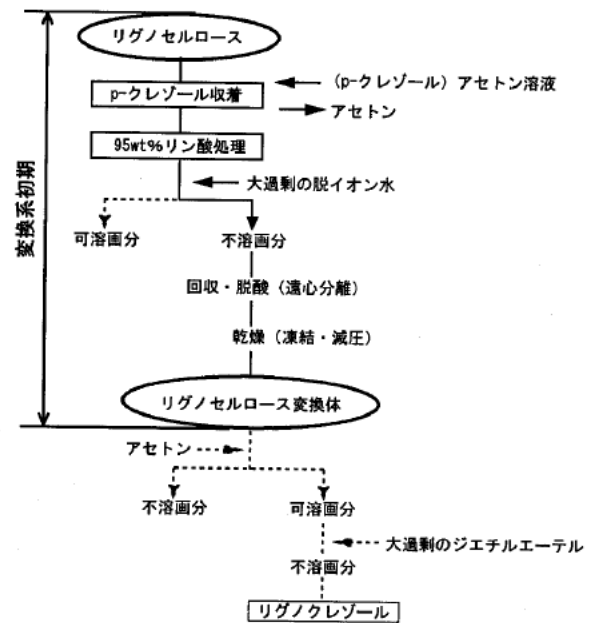 リグノセルロース
(p-クレゾール) アセトン溶液
p-クレゾール収着
アセトン
95wt%リン酸処理
大過剰の脱イオン水
変換系初期
可溶画分
不溶画分
回収・脱酸(遠心分離)
乾燥(凍結・減圧)
リグノセルロース変換体
アセトン
不溶画分
可溶画分
大過剰のジエチルエーテル
不溶画分
リグノクレゾール